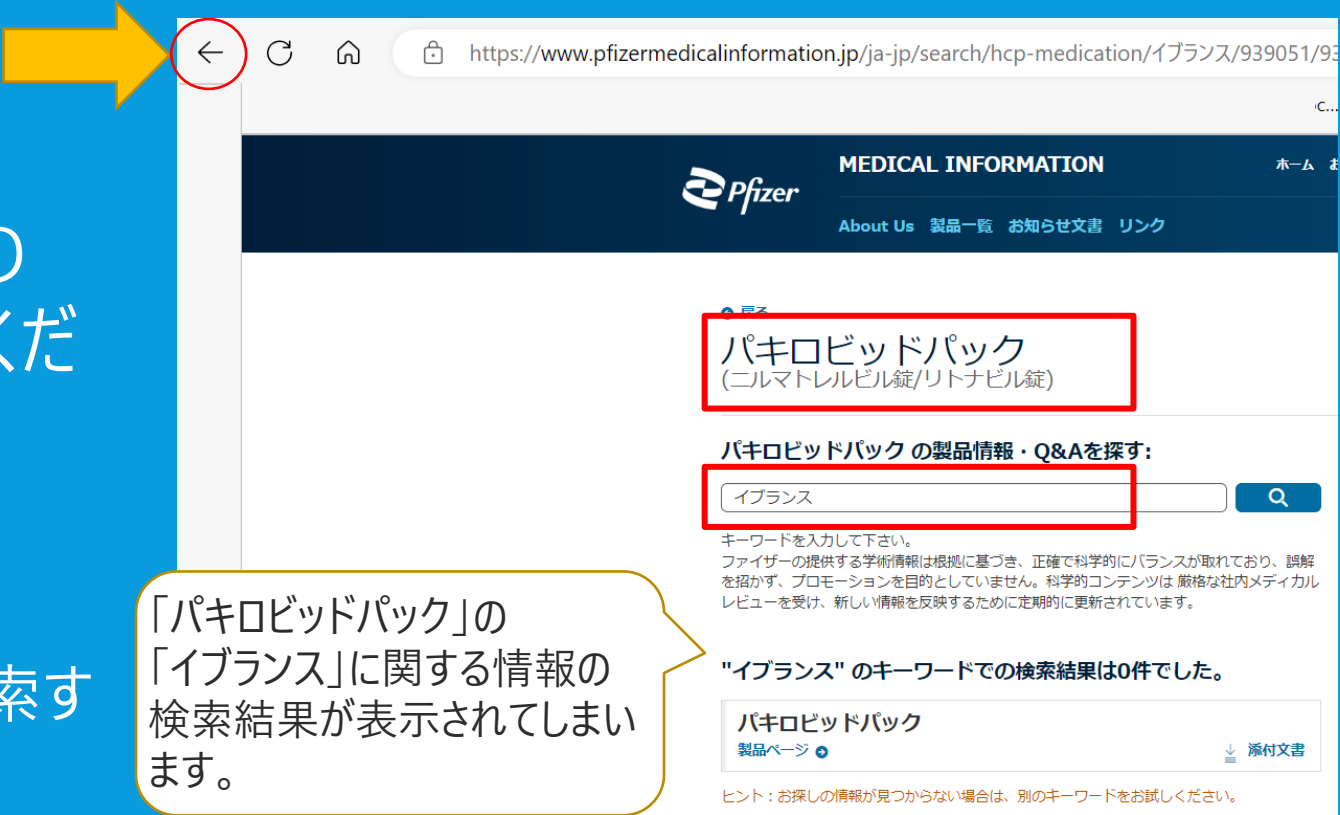 https://www.pfizermedicalinformation.jp/ja-jp/search/hcp-medication/イブランス/939051/93
c...
Pfizer
MEDICAL INFORMATION
ホーム
About Us 製品一覧 お知らせ文書 リンク
の
くだ
索す
戻る
パキロビッドパック
(ニルマトレルビル錠/リトナビル錠)
パキロビッドパック の製品情報・Q&Aを探す:
イブランス
キーワードを入力して下さい。
ファイザーの提供する学術情報は根拠に基づき、正確で科学的にバランスが取れており、誤解
を招かず、プロモーションを目的としていません。科学的コンテンツは 厳格な社内メディカル
レビューを受け、新しい情報を反映するために定期的に更新されています。
「パキロビッドパック」の
「イブランス」に関する情報の
検索結果が表示されてしまい
ます。
"イブランス" のキーワードでの検索結果は0件でした。
パキロビッドパック
製品ページ
添付文書
ヒント：お探しの情報が見つからない場合は、別のキーワードをお試しください。